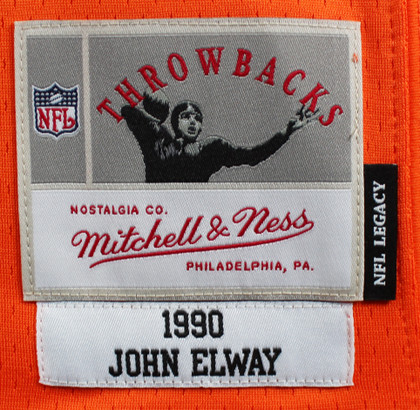 THROWBACKS
NFL
NOSTALGIA CO.
Mitchell & Ness
PHILADELPHIA, PA.
NFL LEGACY
1990
JOHN ELWAY